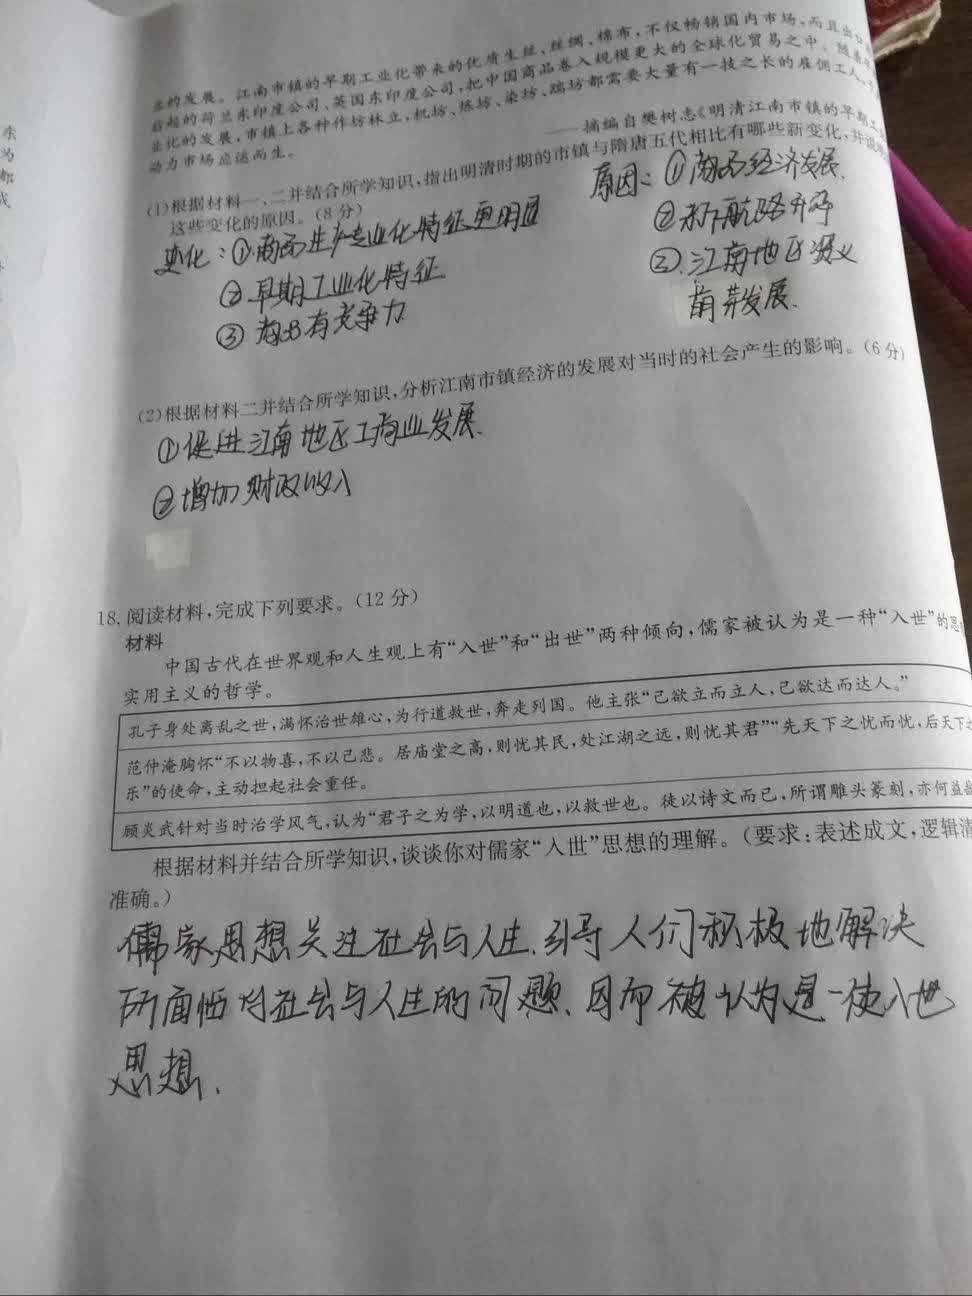 业的发展。江南市镇的早期工业化带来的优质生丝、丝绸、棉布,不仅畅销国内市场,而且出口
后起的荷兰东印度公司、英国东印度公司,把中国商品卷入规模更大的全球化贸易之中。随着
业化的发展,市镇上各种作坊林立,机坊、炼坊、染坊、踹坊都需要大量有一技之长的雇佣工人,
动力市场应运而生。
——摘编自樊树志《明清江南市镇的早期工
(1)根据材料一、二并结合所学知识,指出明清时期的市镇与隋唐五代相比有哪些新变化,并说
这些变化的原因。(8分)
原因:①商品经济发展.
变化:①商品生产专业化特征更明显
②新航路开辟
②早期工业化特征
③.江南地区资义
③商品有竞争力
萌芽发展.
(2)根据材料二并结合所学知识,分析江南市镇经济的发展对当时的社会产生的影响。(6分)
①促进江南地区工商业发展.
②增加财政收入
18.阅读材料,完成下列要求。(12分)
材料
中国古代在世界观和人生观上有“入世”和“出世”两种倾向,儒家被认为是一种“入世”的思
实用主义的哲学。
孔子身处离乱之世,满怀治世雄心,为行道救世,奔走列国。他主张“己欲立而立人,己欲达而达人。”
范仲淹胸怀“不以物喜,不以己悲。居庙堂之高,则忧其民,处江湖之远,则忧其君”“先天下之忧而忧,后天下之
乐”的使命,主动担起社会重任。
顾炎武针对当时治学风气,认为“君子之为学,以明道也,以救世也。徒以诗文而已,所谓雕头篆刻,亦何益哉
根据材料并结合所学知识,谈谈你对儒家“入世”思想的理解。(要求:表述成文,逻辑清
准确。)
儒家思想关注社会与人生.引导人们积极地解决
所面临对社会与人生的问题、因而被认为是一使入世
思想.